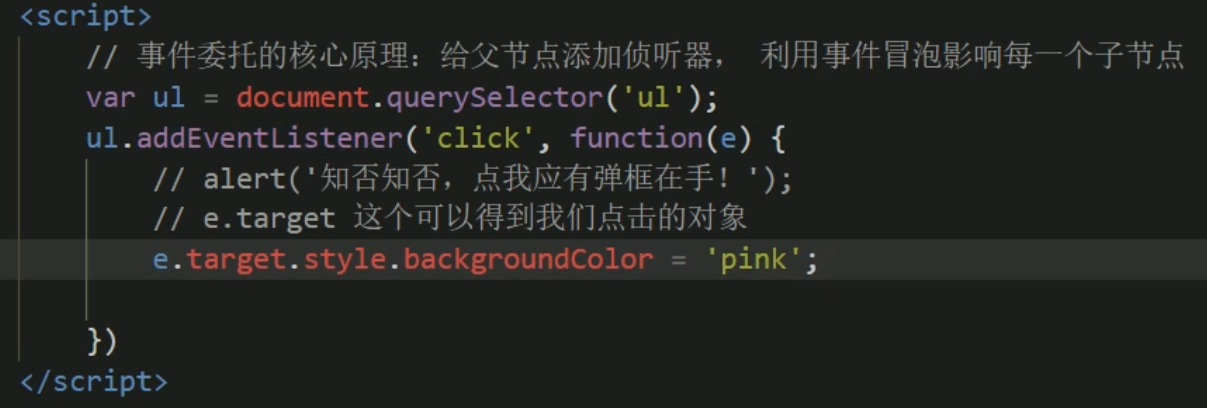 <script>
// 事件委托的核心原理：给父节点添加侦听器， 利用事件冒泡影响每一个子节点
var ul = document.querySelector('ul');
ul.addEventListener('click', function(e) {
// alert('知否知否，点我应有弹框在手！');
// e.target 这个可以得到我们点击的对象
e.target.style.backgroundColor = 'pink';
})
</script>